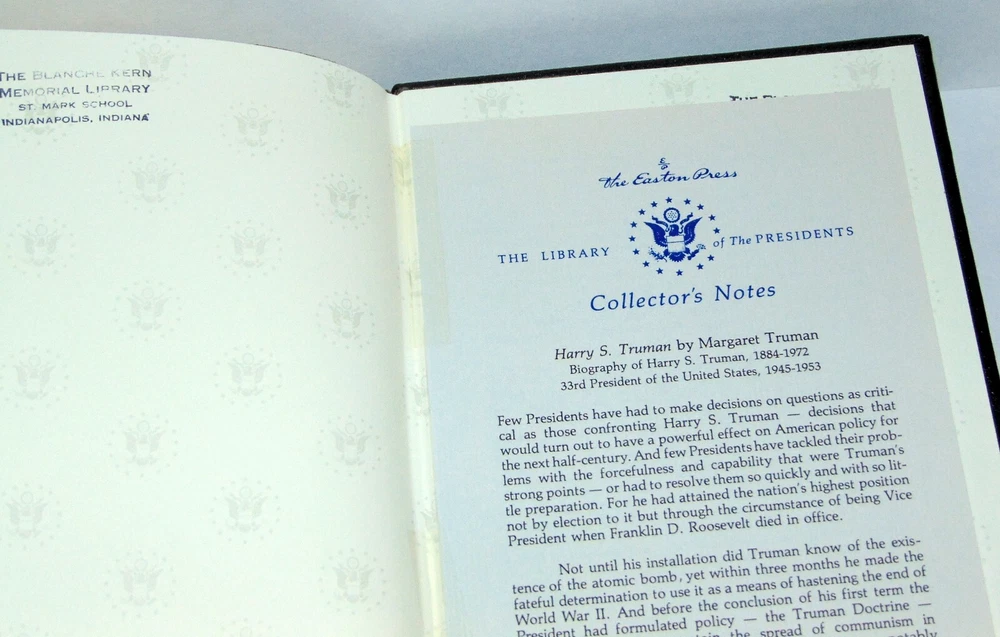 THE BLANCHE KERN
MEMORIAL LIBRARY
ST. MARK SCHOOL
INDIANAPOLIS, INDIANA
The Easton Press
THE LIBRARY of The PRESIDENTS
Collector's Notes
Harry S. Truman by Margaret Truman
Biography of Harry S. Truman, 1884-1972
33rd President of the United States, 1945-1953
Few Presidents have had to make decisions on questions as criti-
cal as those confronting Harry S. Truman — decisions that
would turn out to have a powerful effect on American policy for
the next half-century. And few Presidents have tackled their prob-
lems with the forcefulness and capability that were Truman's
strong points — or had to resolve them so quickly and with so lit-
tle preparation. For he had attained the nation's highest position
not by election to it but through the circumstance of being Vice
President when Franklin D. Roosevelt died in office.
Not until his installation did Truman know of the exis-
tence of the atomic bomb, yet within three months he made the
fateful determination to use it as a means of hastening the end of
World War II. And before the conclusion of his first term the
President had formulated policy — the Truman Doctrine —
the spread of communism in